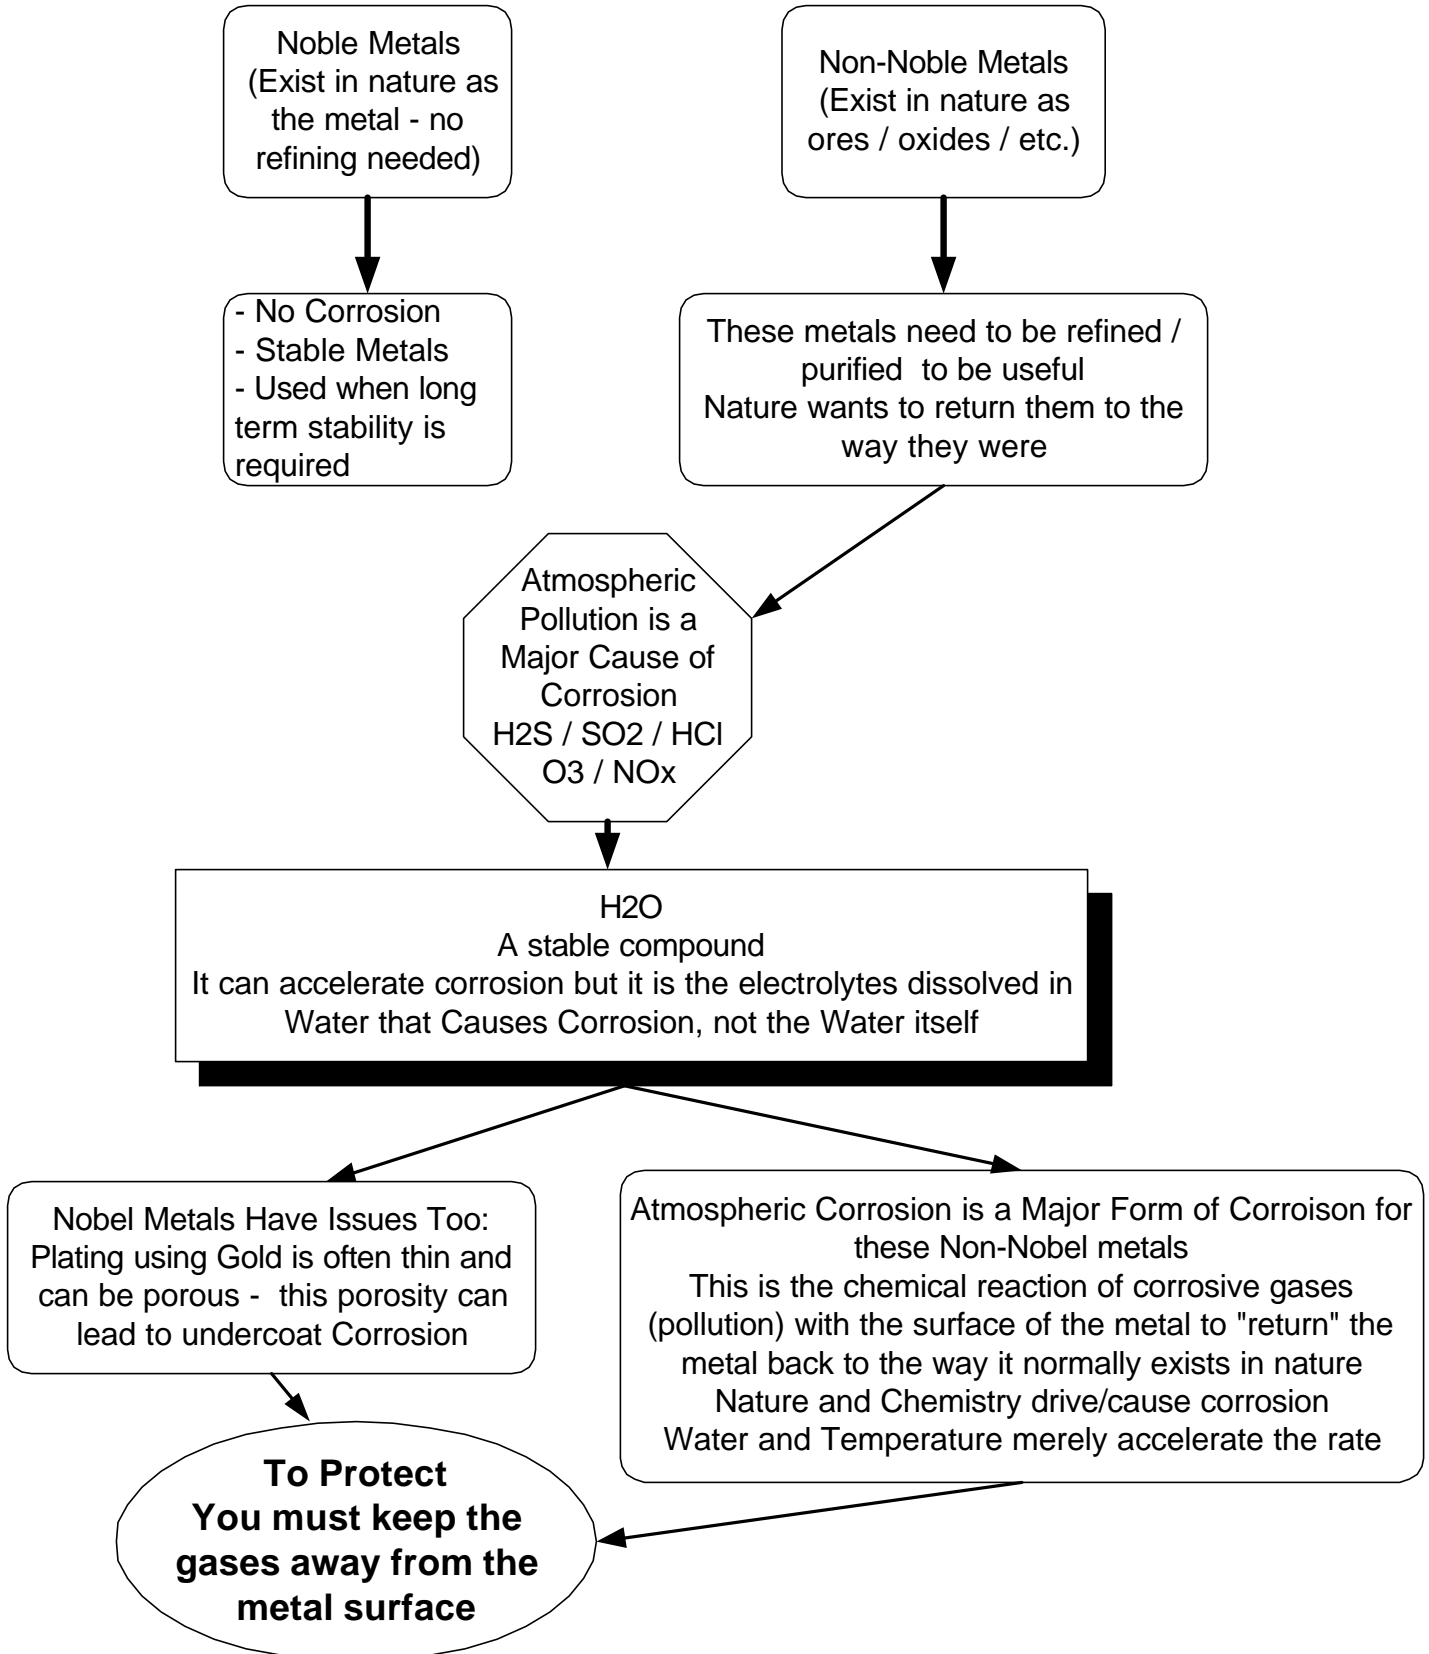 Noble Metals
(Exist in nature as
the metal - no
refining needed)
Non-Noble Metals
(Exist in nature as
ores / oxides / etc.)
- No Corrosion
- Stable Metals
- Used when long
term stability is
required
These metals need to be refined /
purified  to be useful
Nature wants to return them to the
way they were
Atmospheric
Pollution is a
Major Cause of
Corrosion
H2S / SO2 / HCl
O3 / NOx
H2O
A stable compound
It can accelerate corrosion but it is the electrolytes dissolved in
Water that Causes Corrosion, not the Water itself
Nobel Metals Have Issues Too:
Plating using Gold is often thin and
can be porous -  this porosity can
lead to undercoat Corrosion
Atmospheric Corrosion is a Major Form of Corroison for
these Non-Nobel metals
This is the chemical reaction of corrosive gases
(pollution) with the surface of the metal to "return" the
metal back to the way it normally exists in nature
Nature and Chemistry drive/cause corrosion
Water and Temperature merely accelerate the rate
To Protect
You must keep the
gases away from the
metal surface